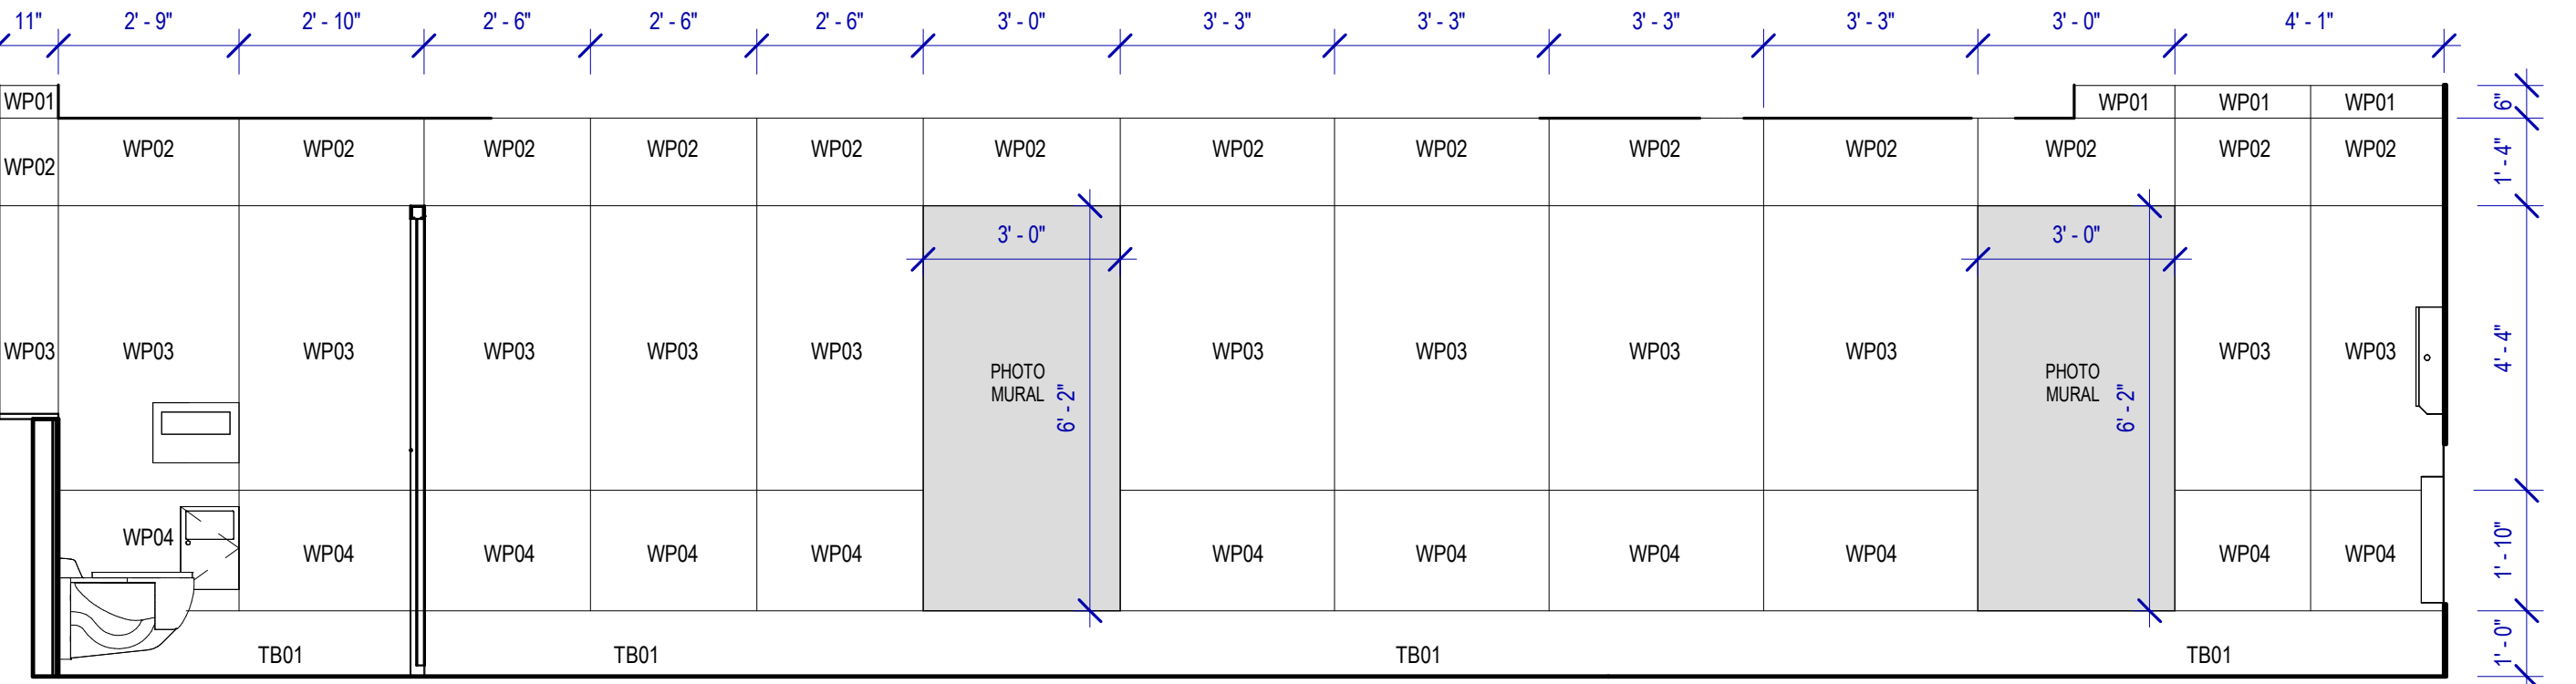 11" 2' - 9" 2' - 10" 2' - 6" 2' - 6" 2' - 6" 3' - 0" 3' - 3" 3' - 3" 3' - 3" 3' - 3" 3' - 0" 4' - 1"
WP01 WP01 WP01 WP01 6"
WP02 WP02 WP02 WP02 WP02 WP02 WP02 WP02 WP02 WP02 WP02 WP02 WP02 WP02 1' - 4"
3' - 0" 3' - 0"
WP03 WP03 WP03 WP03 WP03 WP03 WP03 WP03 WP03 WP03 WP03 WP03 4' - 4"
PHOTO
MURAL 6' - 2"
PHOTO
MURAL 6' - 2"
WP04 WP04 WP04 WP04 WP04 WP04 WP04 WP04 WP04 WP04 WP04 1' - 10"
TB01 TB01 TB01 TB01 1' - 0"